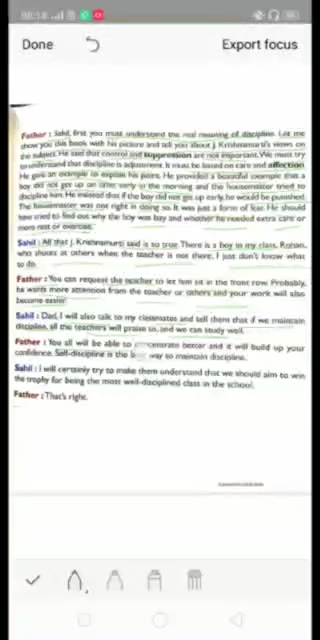 08:18
Done
Export focus
Father : Sahil, first you must understand the real meaning of discipline. Let me
show you this book with his picture and tell you about J. Krishnamurti's views on
the subject. He said that control and suppression are not important. We must try
to understand that discipline is adjustment. It must be based on care and affection.
He gave an example to explain his point. He provided a beautiful example that a
boy did not get up on time early in the morning and the housemaster tried to
discipline him. He insisted that if the boy did not get up early, he would be punished.
The housemaster was not right in doing so. It was just a form of fear. He should
have tried to find out why the boy was lazy and whether he needed extra care or
more rest or exercise.
Sahil : All that J. Krishnamurti said is so true. There is a boy in my class, Rohan,
who shouts at others when the teacher is not there. I just don't know what
to do.
Father : You can request the teacher to let him sit in the front row. Probably,
he wants more attention from the teacher or others and your work will also
become easier.
Sahil : Dad, I will also talk to my classmates and tell them that if we maintain
discipline, all the teachers will praise us, and we can study well.
Father : You all will be able to concentrate better and it will build up your
confidence. Self-discipline is the way to maintain discipline.
Sahil : I will certainly try to make them understand that we should aim to win
the trophy for being the most well-disciplined class in the school.
Father : That's right.